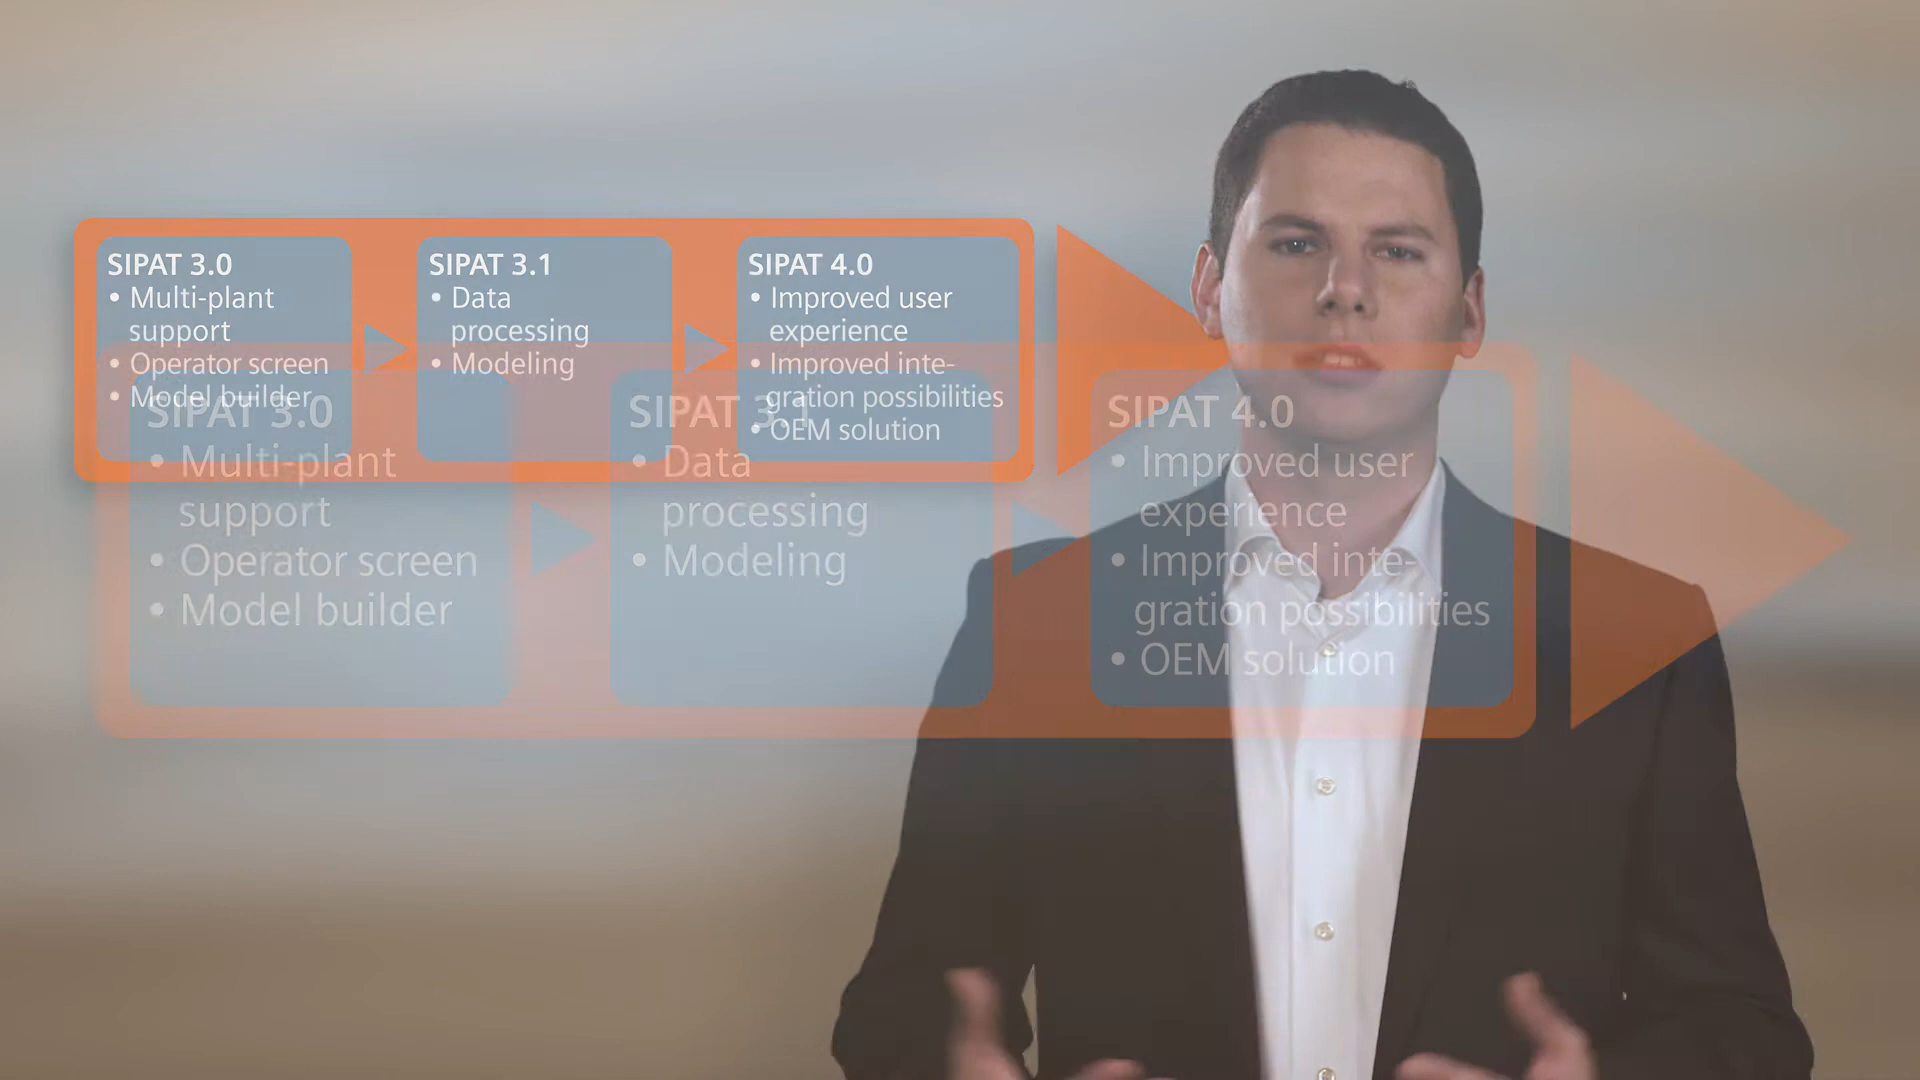 SIPAT 3.0
• Multi-plant
support
• Operator screen
• Model builder
SIPAT 3.1
• Data
processing
• Modeling
SIPAT 4.0
• Improved user
experience
• Improved inte-
gration possibilities
• OEM solution
SIPAT 3.0
• Multi-plant
support
• Operator screen
• Model builder
SIPAT 3.1
• Data
processing
• Modeling
SIPAT 4.0
• Improved user
experience
• Improved inte-
gration possibilities
• OEM solution